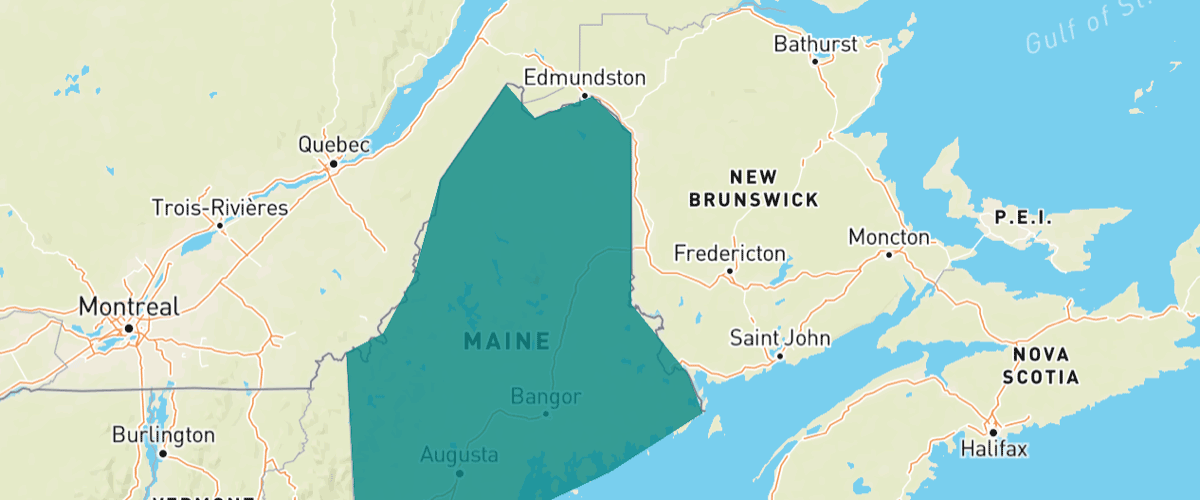 Gulf of St.
Bathurst
Edmundston
Quebec
NEW
BRUNSWICK
Trois-Rivières
P.E.I.
Moncton
Fredericton
Montreal
MAINE
Saint John
NOVA
SCOTIA
Bangor
Burlington
Halifax
Augusta
VERMONT